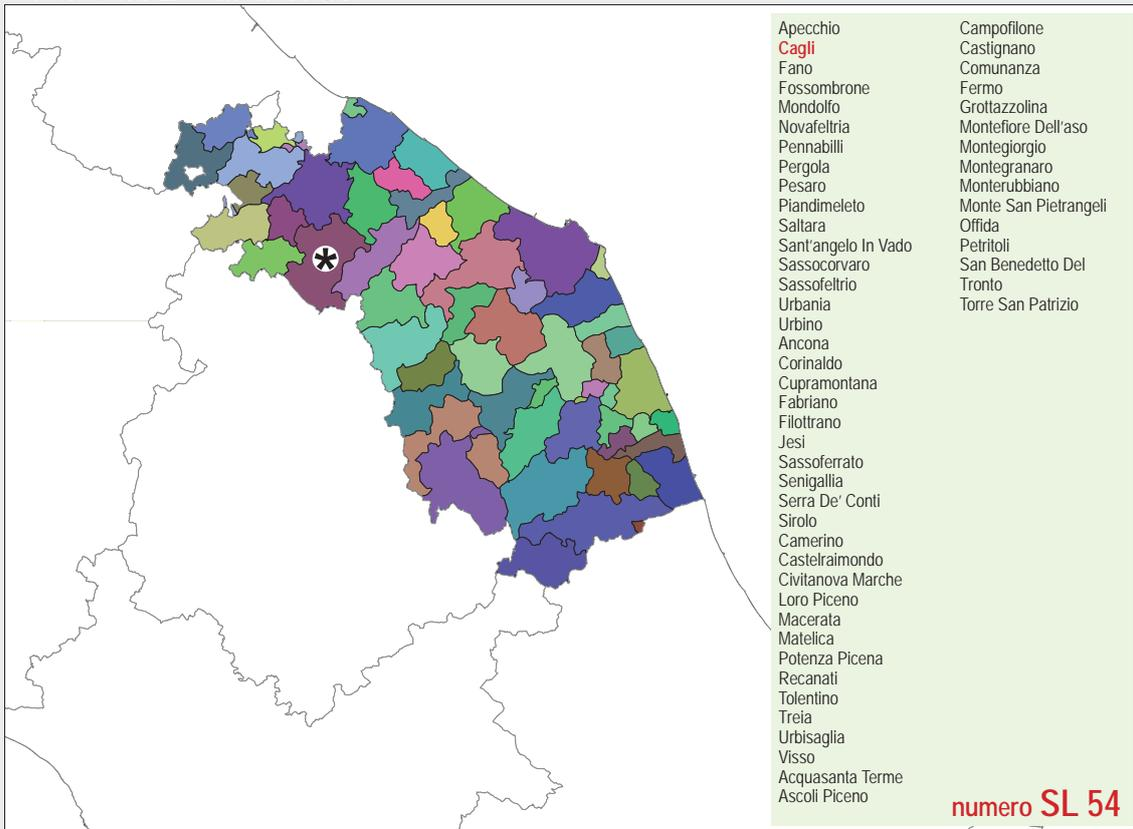 Apecchio
Cagli
Fano
Fossombrone
Mondolfo
Novafeltria
Pennabilli
Pergola
Pesaro
Piandimeleto
Saltara
Sant'angelo In Vado
Sassocorvaro
Sassofeltrio
Urbania
Urbino
Ancona
Corinaldo
Cupramontana
Fabriano
Filottrano
Jesi
Sassoferrato
Senigallia
Serra De' Conti
Sirolo
Camerino
Castelraimondo
Civitanova Marche
Loro Piceno
Macerata
Matelica
Potenza Picena
Recanati
Tolentino
Treia
Urbisaglia
Visso
Acquasanta Terme
Ascoli Piceno
Campofilone
Castignano
Comunanza
Fermo
Grottazzolina
Montefiore Dell'aso
Montegiorgio
Montegranaro
Monterubbiano
Monte San Pietrangeli
Offida
Petritoli
San Benedetto Del
Tronto
Torre San Patrizio
numero SL 54